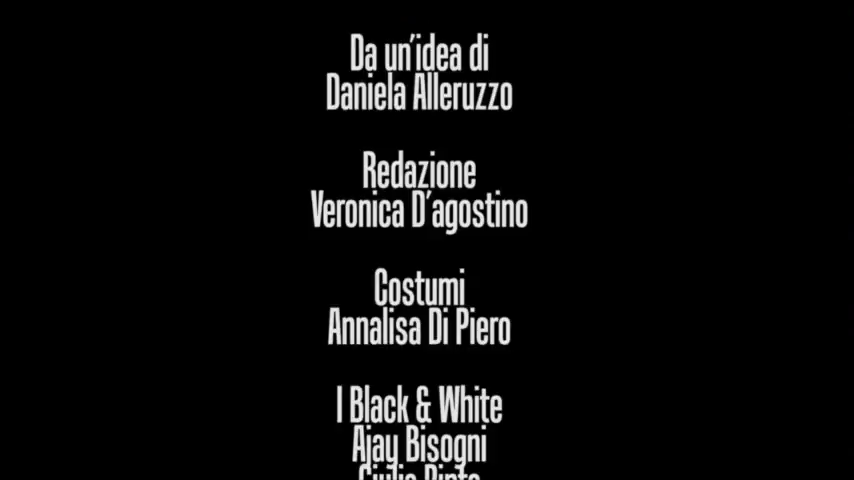 Da un'idea di
Daniela Alleruzzo
Redazione
Veronica D'agostino
Costumi
Annalisa Di Piero
I Black & White
Ajay Bisogni